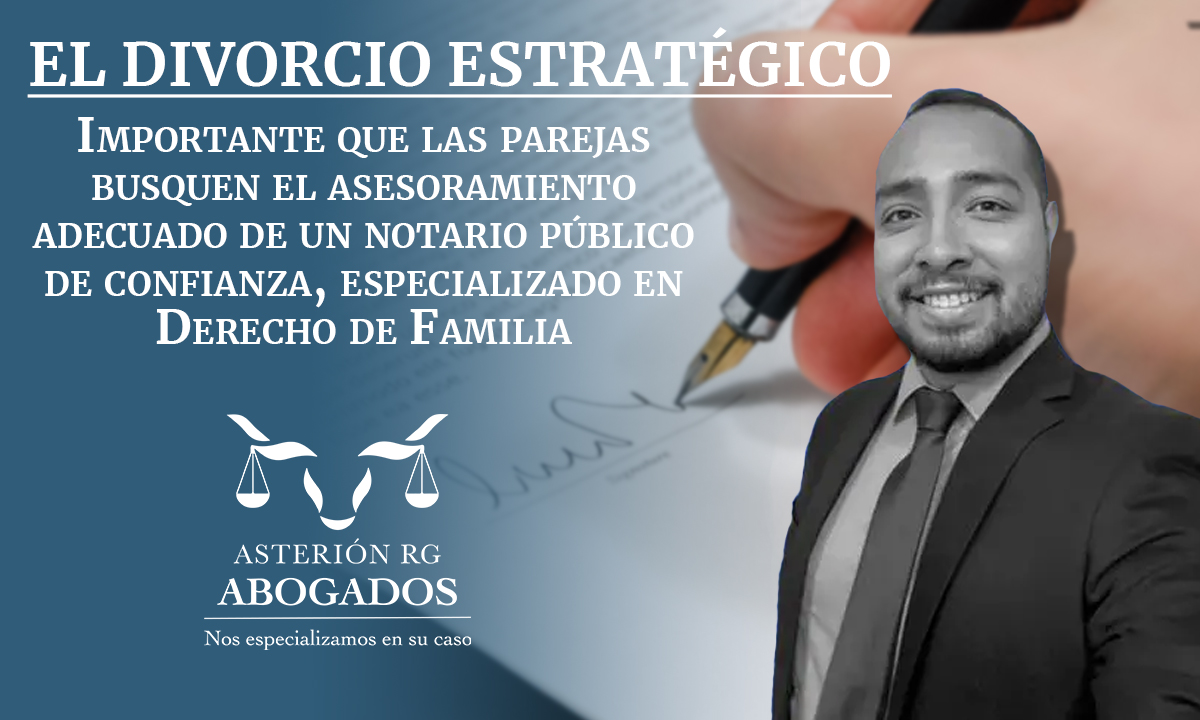 EL DIVORCIO ESTRATÉGICO
Importante que las parejas
busquen el asesoramiento
adecuado de un notario público
de confianza, especializado en
Derecho de Familia
ASTERIÓN RG
ABOGADOS
Nos especializamos en su caso